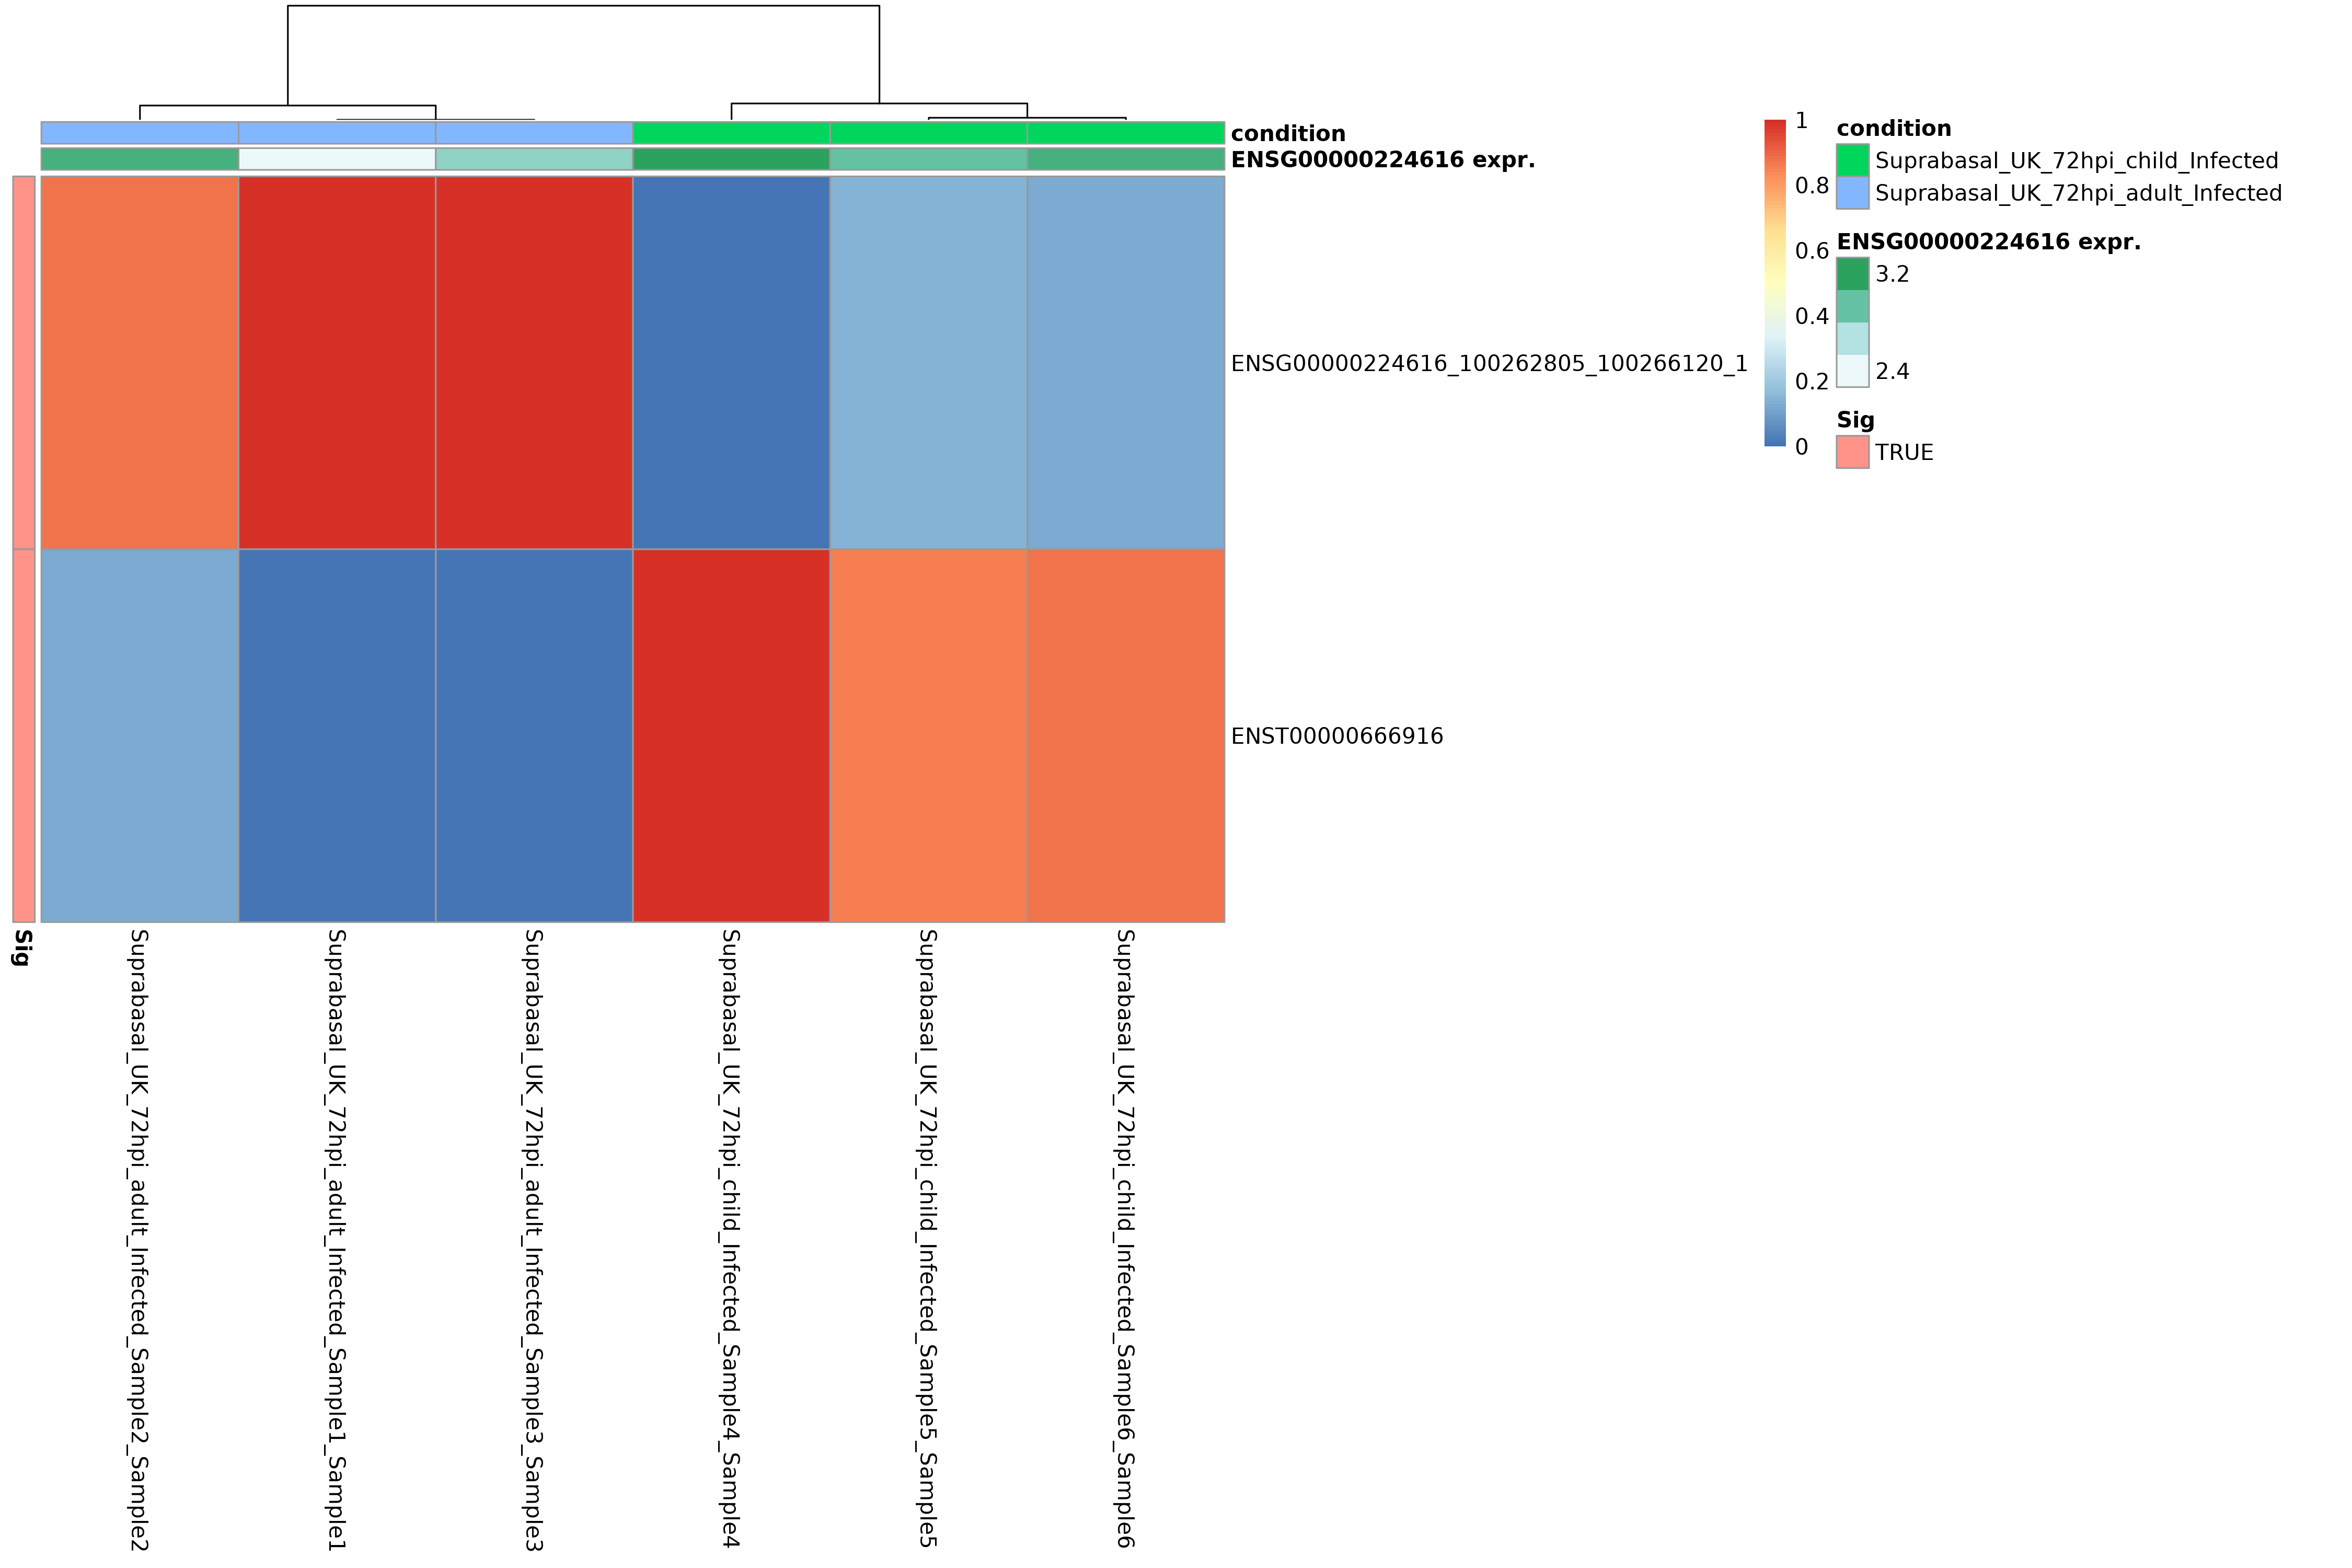 condition
ENSG00000224616 expr.
ENSG00000224616_100262805_100266120_1
ENST00000666916
Sig
Suprabasal_UK_72hpi_adult_Infected_Sample2_Sample2
Suprabasal_UK_72hpi_adult_Infected_Sample1_Sample1
Suprabasal_UK_72hpi_adult_Infected_Sample3_Sample3
Suprabasal_UK_72hpi_child_Infected_Sample4_Sample4
Suprabasal_UK_72hpi_child_Infected_Sample5_Sample5
Suprabasal_UK_72hpi_child_Infected_Sample6_Sample6
1
0.8
0.6
0.4
0.2
0
condition
Suprabasal_UK_72hpi_child_Infected
Suprabasal_UK_72hpi_adult_Infected
ENSG00000224616 expr.
3.2
2.4
Sig
TRUE